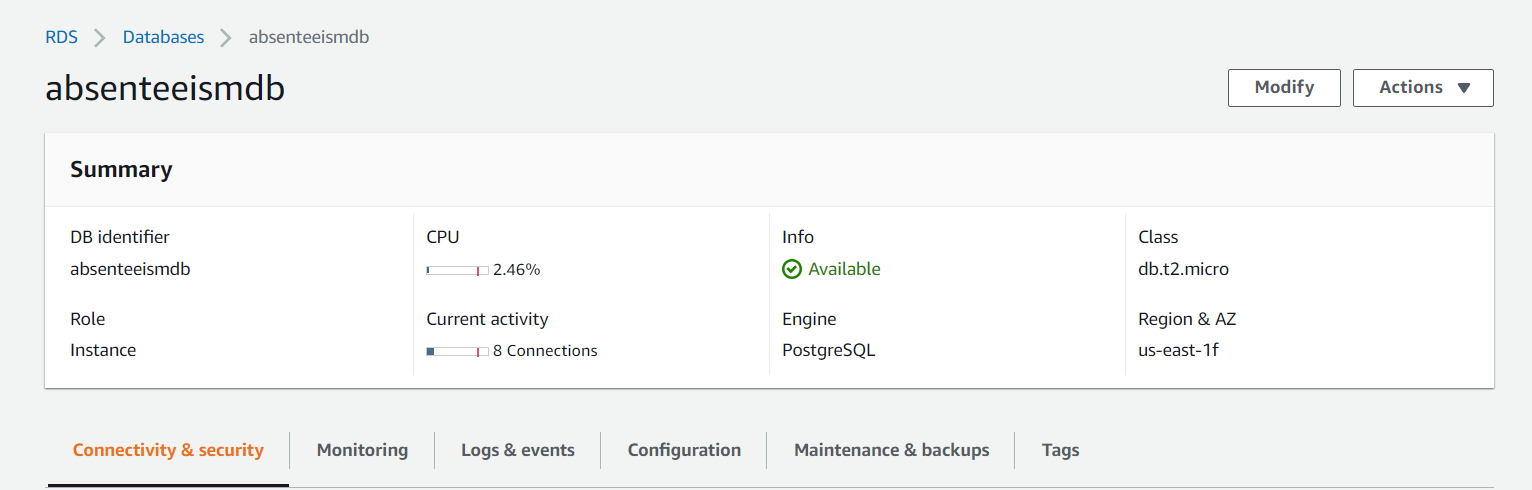 RDS > Databases > absenteeismdb
absenteeismdb
Modify
Actions
Summary
DB identifier CPU Info Class
absenteeismdb 2.46% Available db.t2.micro
Role Current activity Engine Region & AZ
Instance 8 Connections PostgreSQL us-east-1f
Connectivity & security Monitoring Logs & events Configuration Maintenance & backups Tags